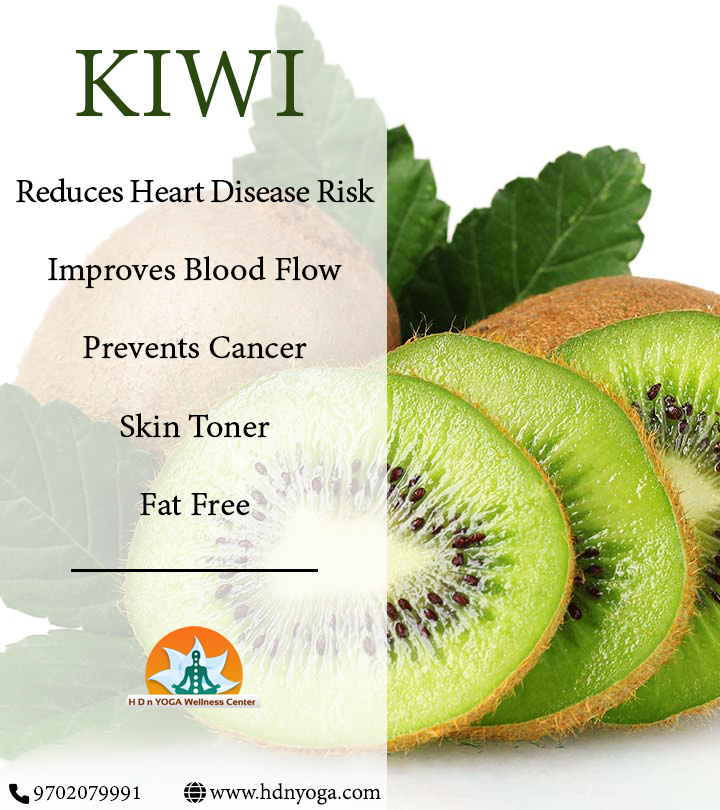 KIWI
Reduces Heart Disease Risk
Improves Blood Flow
Prevents Cancer
Skin Toner
Fat Free
H D n YOGA Wellness Center
9702079991 www.hdnyoga.com